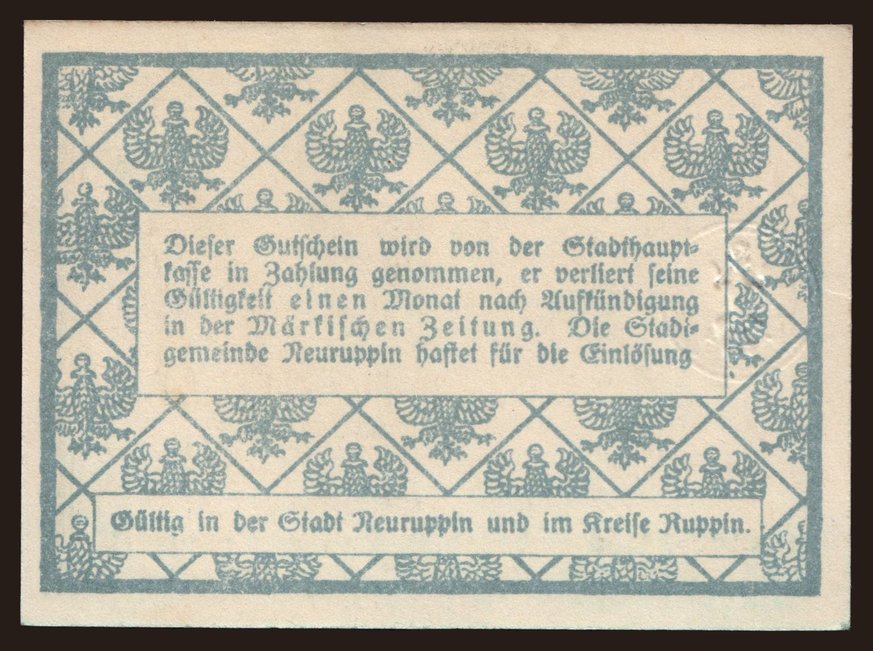 Dieser Gutschein wird von der Stadthaupt-
kasse in Zahlung genommen, er verliert seine
Gültigkeit einen Monat nach Aufkündigung
in der Märkischen Zeitung. Die Stadt-
gemeinde Neuruppin haftet für die Einlösung
Gültig in der Stadt Neuruppin und im Kreise Ruppin.